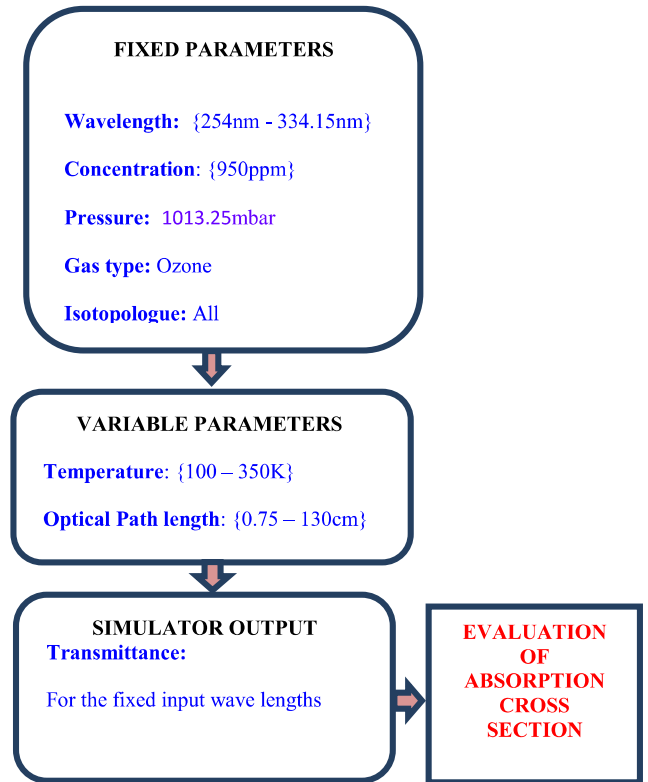 FIXED PARAMETERS
Wavelength: {254nm - 334.15nm}
Concentration: {950ppm}
Pressure: 1013.25mbar
Gas type: Ozone
Isotopologue: All
VARIABLE PARAMETERS
Temperature: {100 – 350K}
Optical Path length: {0.75 – 130cm}
SIMULATOR OUTPUT
Transmittance:
For the fixed input wave lengths
EVALUATION
OF
ABSORPTION
CROSS
SECTION